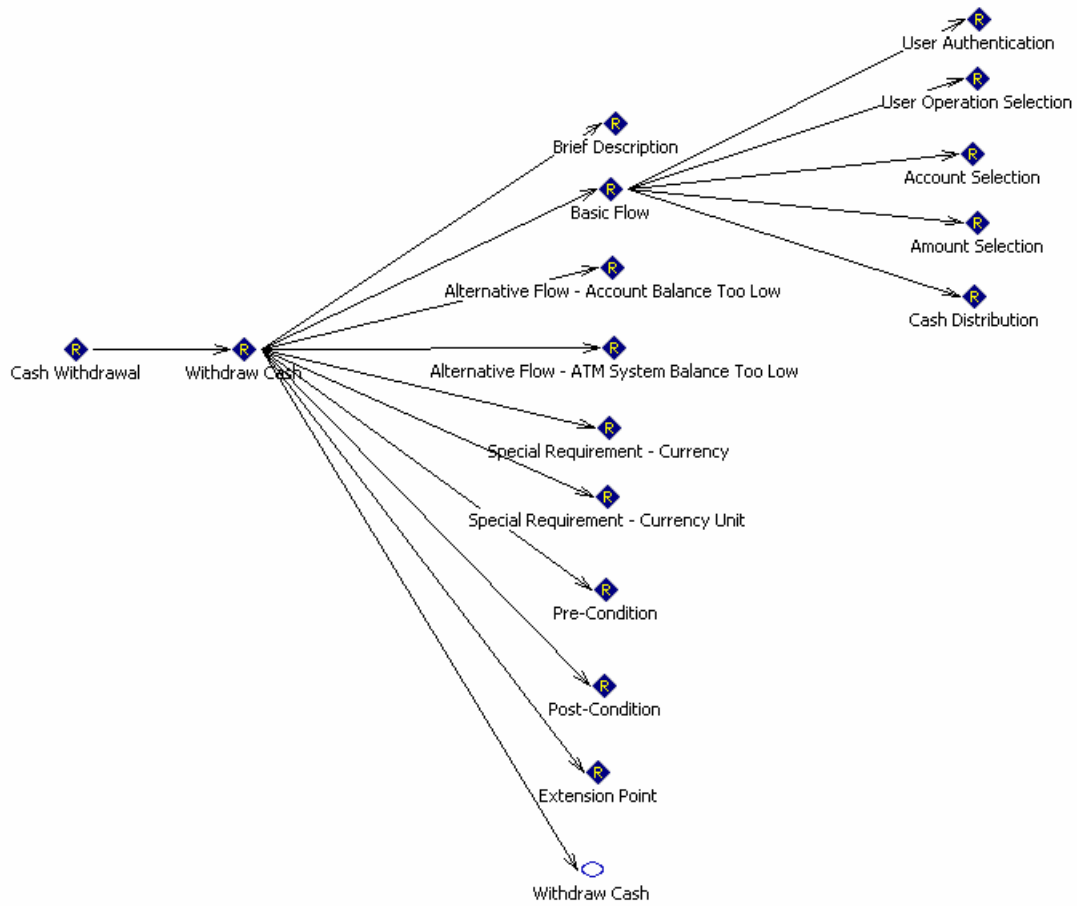 R
User Authentication
R
User Operation Selection
R
Brief Description
R
Account Selection
R
Basic Flow
R
Amount Selection
R
Alternative Flow - Account Balance Too Low
R
Cash Distribution
R
Cash Withdrawal
R
Withdraw Cash
R
Alternative Flow - ATM System Balance Too Low
R
Special Requirement - Currency
R
Special Requirement - Currency Unit
R
Pre-Condition
R
Post-Condition
R
Extension Point
Withdraw Cash